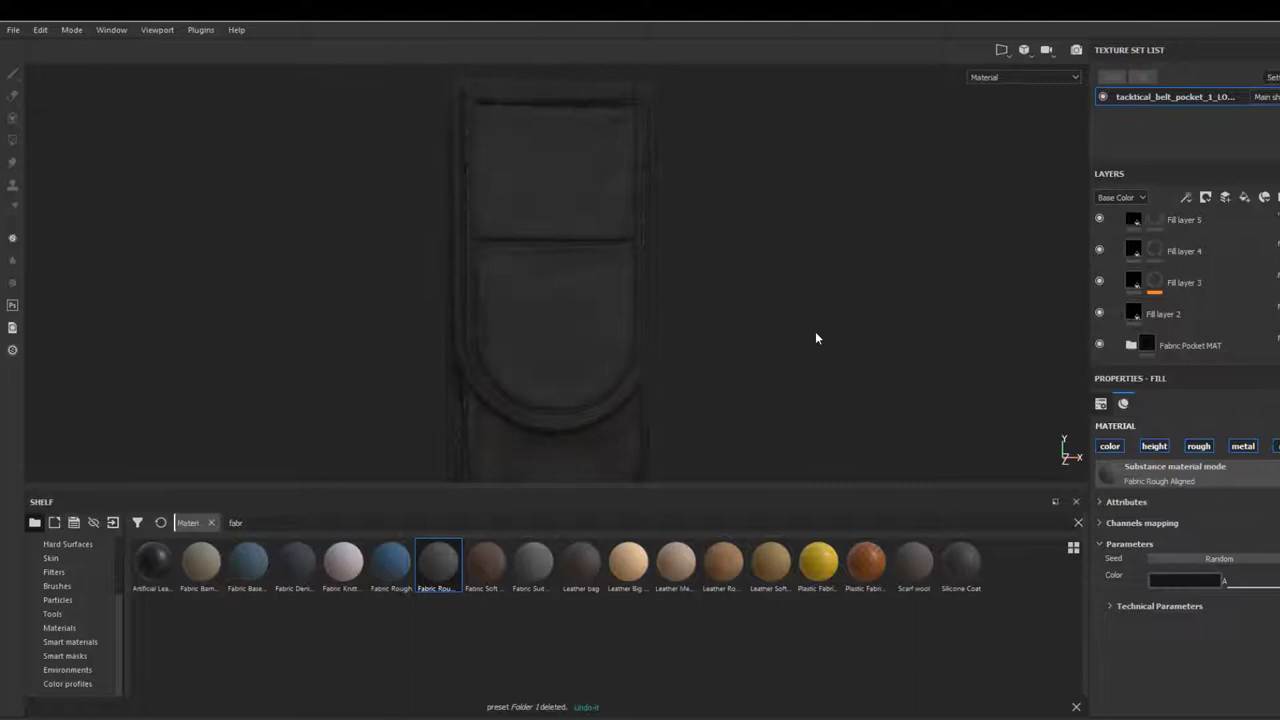 File Edit Mode Window Viewport Plugins Help
Material
TEXTURE SET LIST
tacktical_belt_pocket_1_LO...
Main sh
LAYERS
Base Color
Fill layer 5
Fill layer 4
Fill layer 3
Fill layer 2
Fabric Pocket MAT
PROPERTIES - FILL
MATERIAL
color height rough metal
Substance material mode
Fabric Rough Aligned
Attributes
Channels mapping
Parameters
Seed Random
Color
A
Technical Parameters
Y
X
Z
Ps
SHELF
Materi fabr
Hard Surfaces
Skin
Filters
Brushes
Particles
Tools
Materials
Smart materials
Smart masks
Environments
Color profiles
Artificial Lea... Fabric Bam... Fabric Base... Fabric Deni... Fabric Knitt... Fabric Rough Fabric Rou... Fabric Soft ... Fabric Suit ... Leather bag Leather Big ... Leather Me... Leather Ro... Leather Soft... Plastic Fabri... Plastic Fabri... Scarf wool Silicone Coat
preset Folder 1 deleted. Undo-it